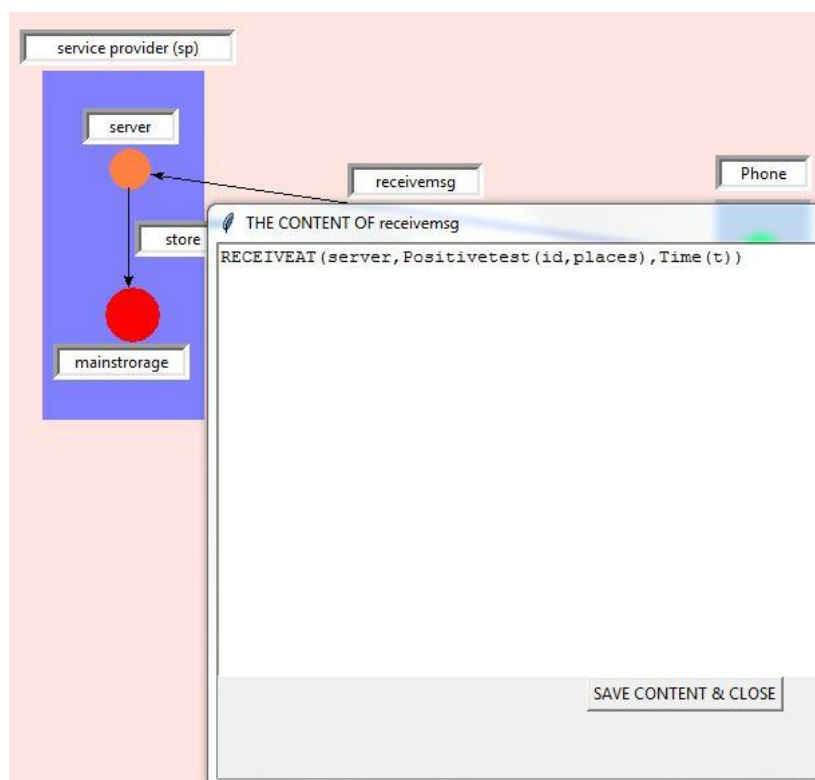 service provider (sp)
server
receivemsg
Phone
store
THE CONTENT OF receivemsg
RECEIVEAT(server,Positivetest(id,places),Time(t))
mainstrorage
SAVE CONTENT & CLOSE